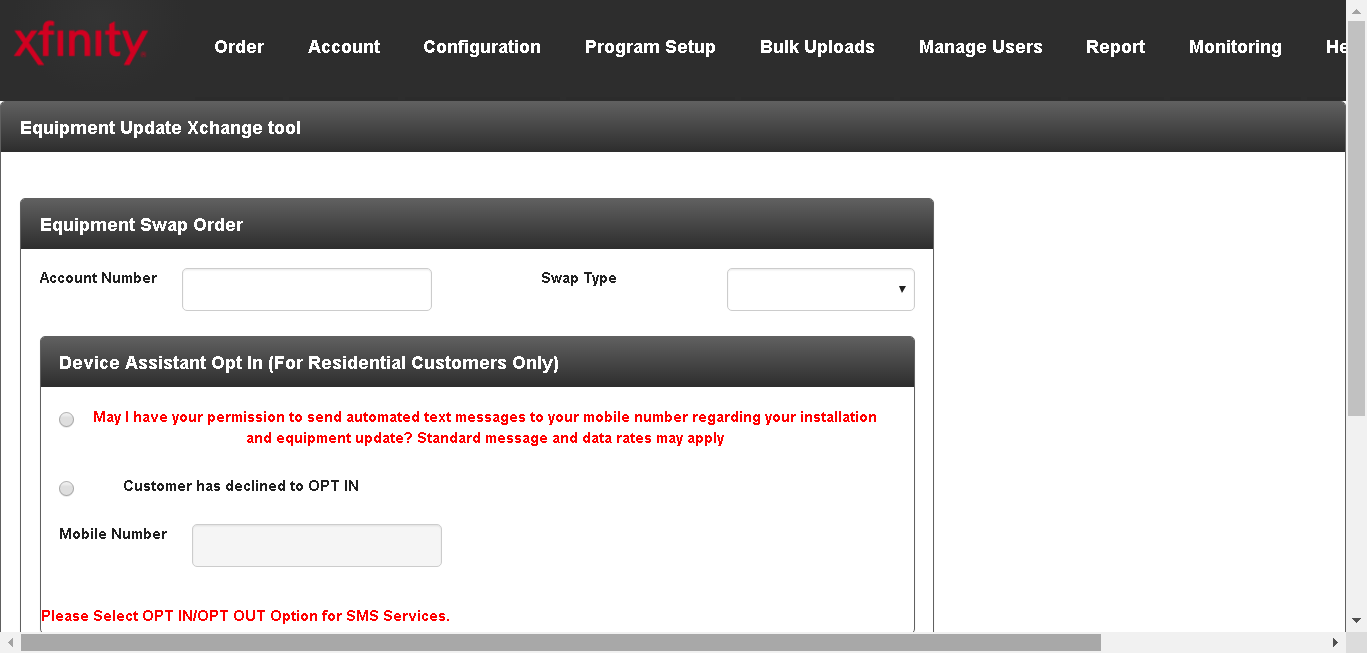 xfinity
Order Account Configuration Program Setup Bulk Uploads Manage Users Report Monitoring
Equipment Update Xchange tool
Equipment Swap Order
Account Number Swap Type
Device Assistant Opt In (For Residential Customers Only)
May I have your permission to send automated text messages to your mobile number regarding your installation
and equipment update? Standard message and data rates may apply
Customer has declined to OPT IN
Mobile Number
Please Select OPT IN/OPT OUT Option for SMS Services.